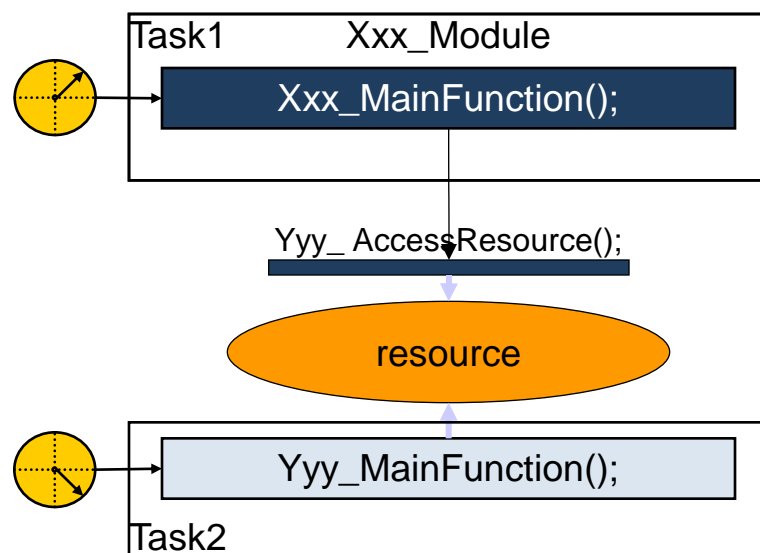 Task1 Xxx_Module
Xxx_MainFunction();
Yyy_ AccessResource();
resource
Yyy_MainFunction();
Task2